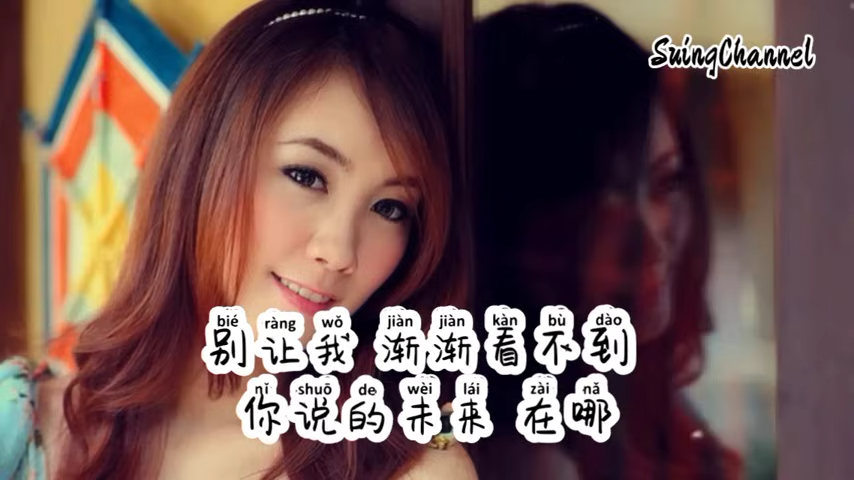 SuingChannel
bié ràng wǒ jiàn jiàn kàn bù dào
别让我 渐渐看不到
nǐ shuō de wèi lái zài nǎ
你说的未来 在哪